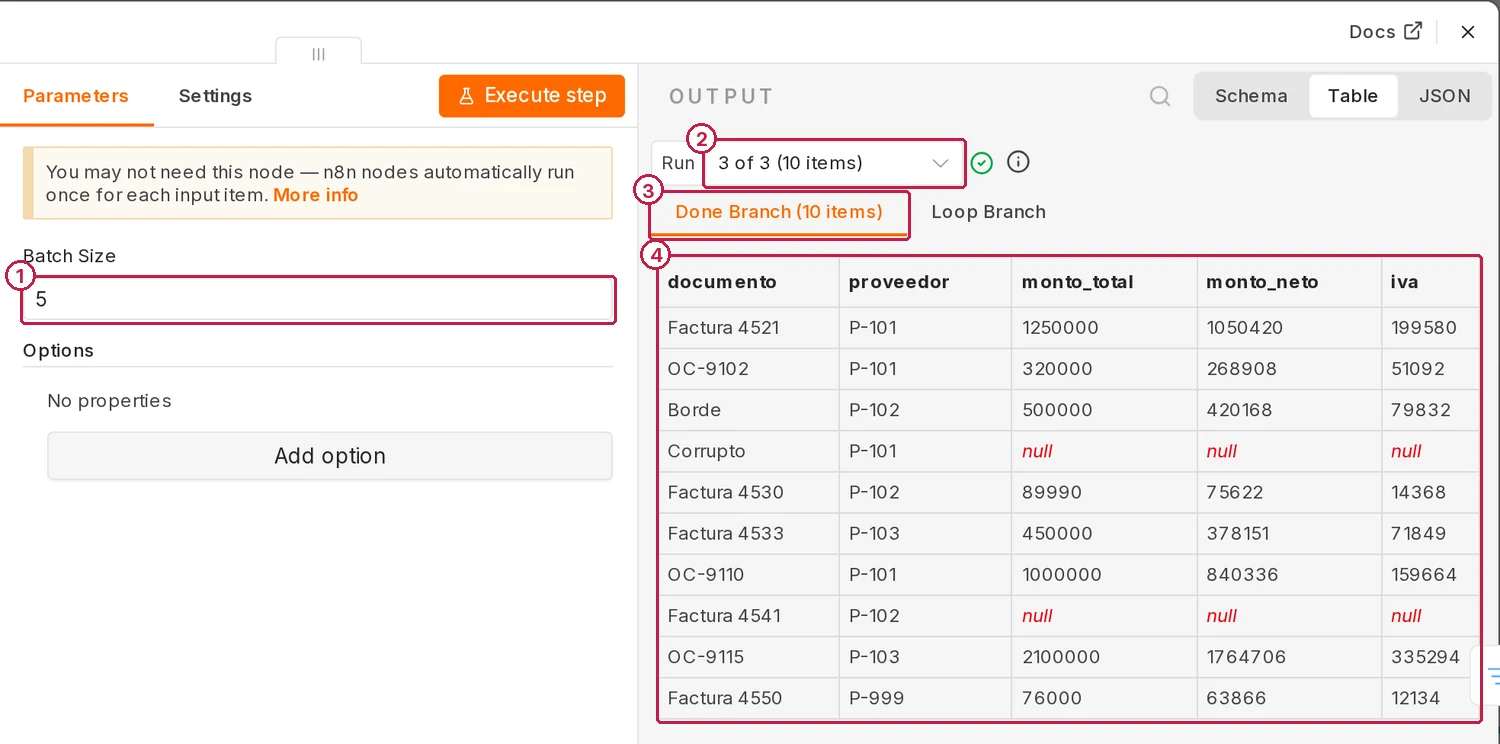 Docs
Parameters Settings Execute step
You may not need this node — n8n nodes automatically run
once for each input item. More info
Batch Size
1
5
Options
No properties
Add option
OUTPUT Schema Table JSON
2
Run 3 of 3 (10 items)
3
Done Branch (10 items) Loop Branch
4
documento proveedor monto_total monto_neto iva
Factura 4521 P-101 1250000 1050420 199580
OC-9102 P-101 320000 268908 51092
Borde P-102 500000 420168 79832
Corrupto P-101 null null null
Factura 4530 P-102 89990 75622 14368
Factura 4533 P-103 450000 378151 71849
OC-9110 P-101 1000000 840336 159664
Factura 4541 P-102 null null null
OC-9115 P-103 2100000 1764706 335294
Factura 4550 P-999 76000 63866 12134